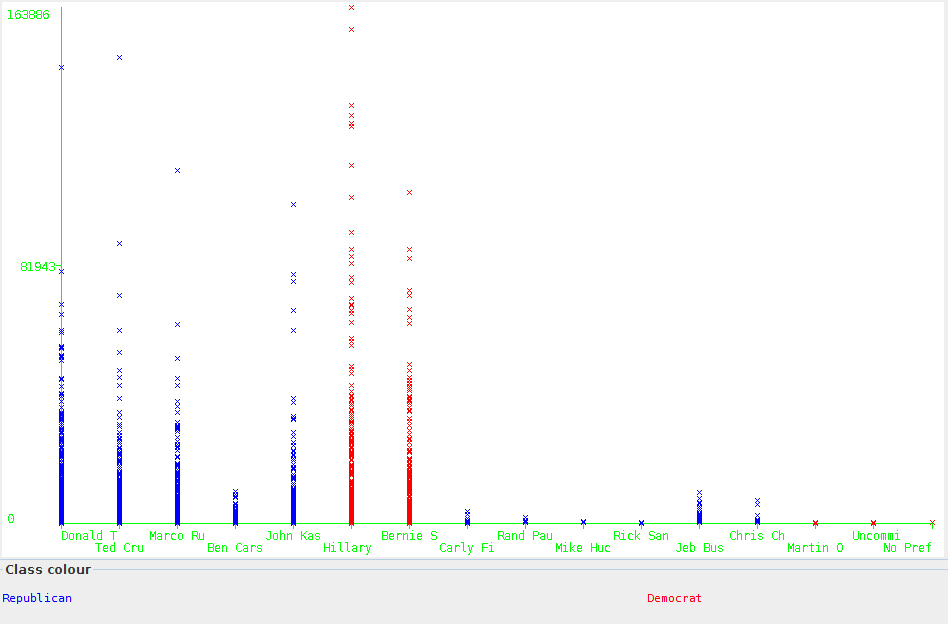 163886
81943
0
Donald T Marco Ru John Kas Bernie S Rand Pau Rick San Chris Ch Uncommi
Ted Cru Ben Cars Hillary Carly Fi Mike Huc Jeb Bus Martin O No Pref
Class colour
Republican Democrat